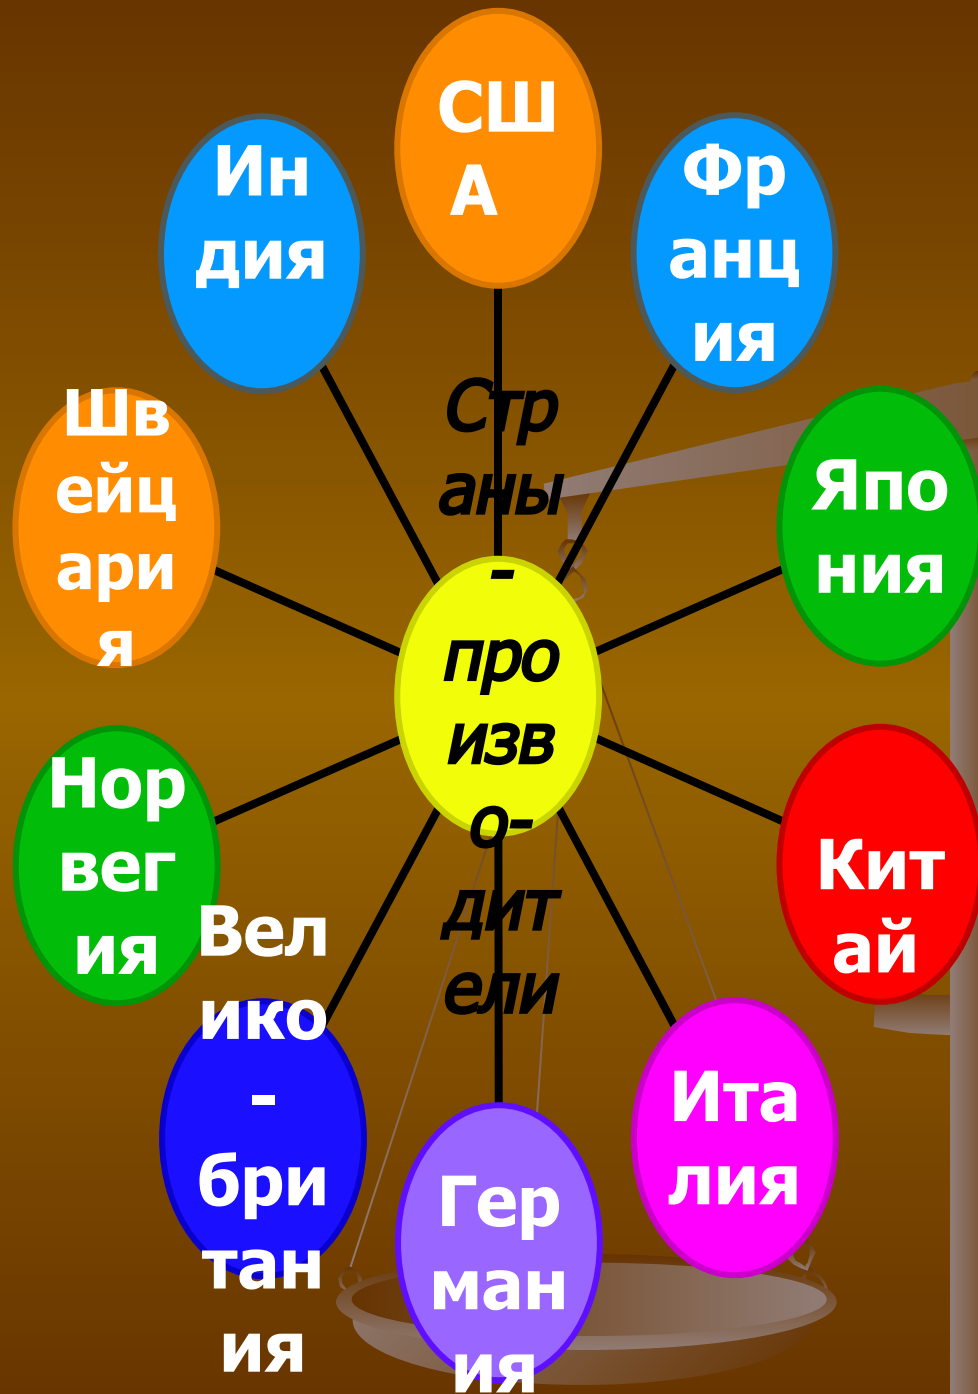 СШ
А
Фр
анц
ия
Япо
ния
Кит
ай
Ита
лия
Гер
ман
ия
Вел
ико
-
бри
тан
ия
Нор
вег
ия
Шв
ейц
ари
я
Ин
дия
Стр
аны
-
про
изв
о-
дит
ели